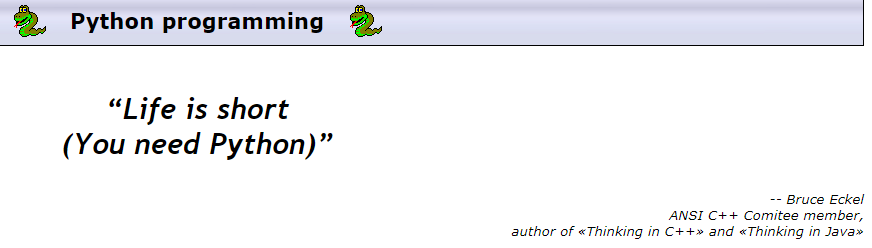 Python programming
“Life is short
(You need Python)”
-- Bruce Eckel
ANSI C++ Comitee member,
author of «Thinking in C++» and «Thinking in Java»